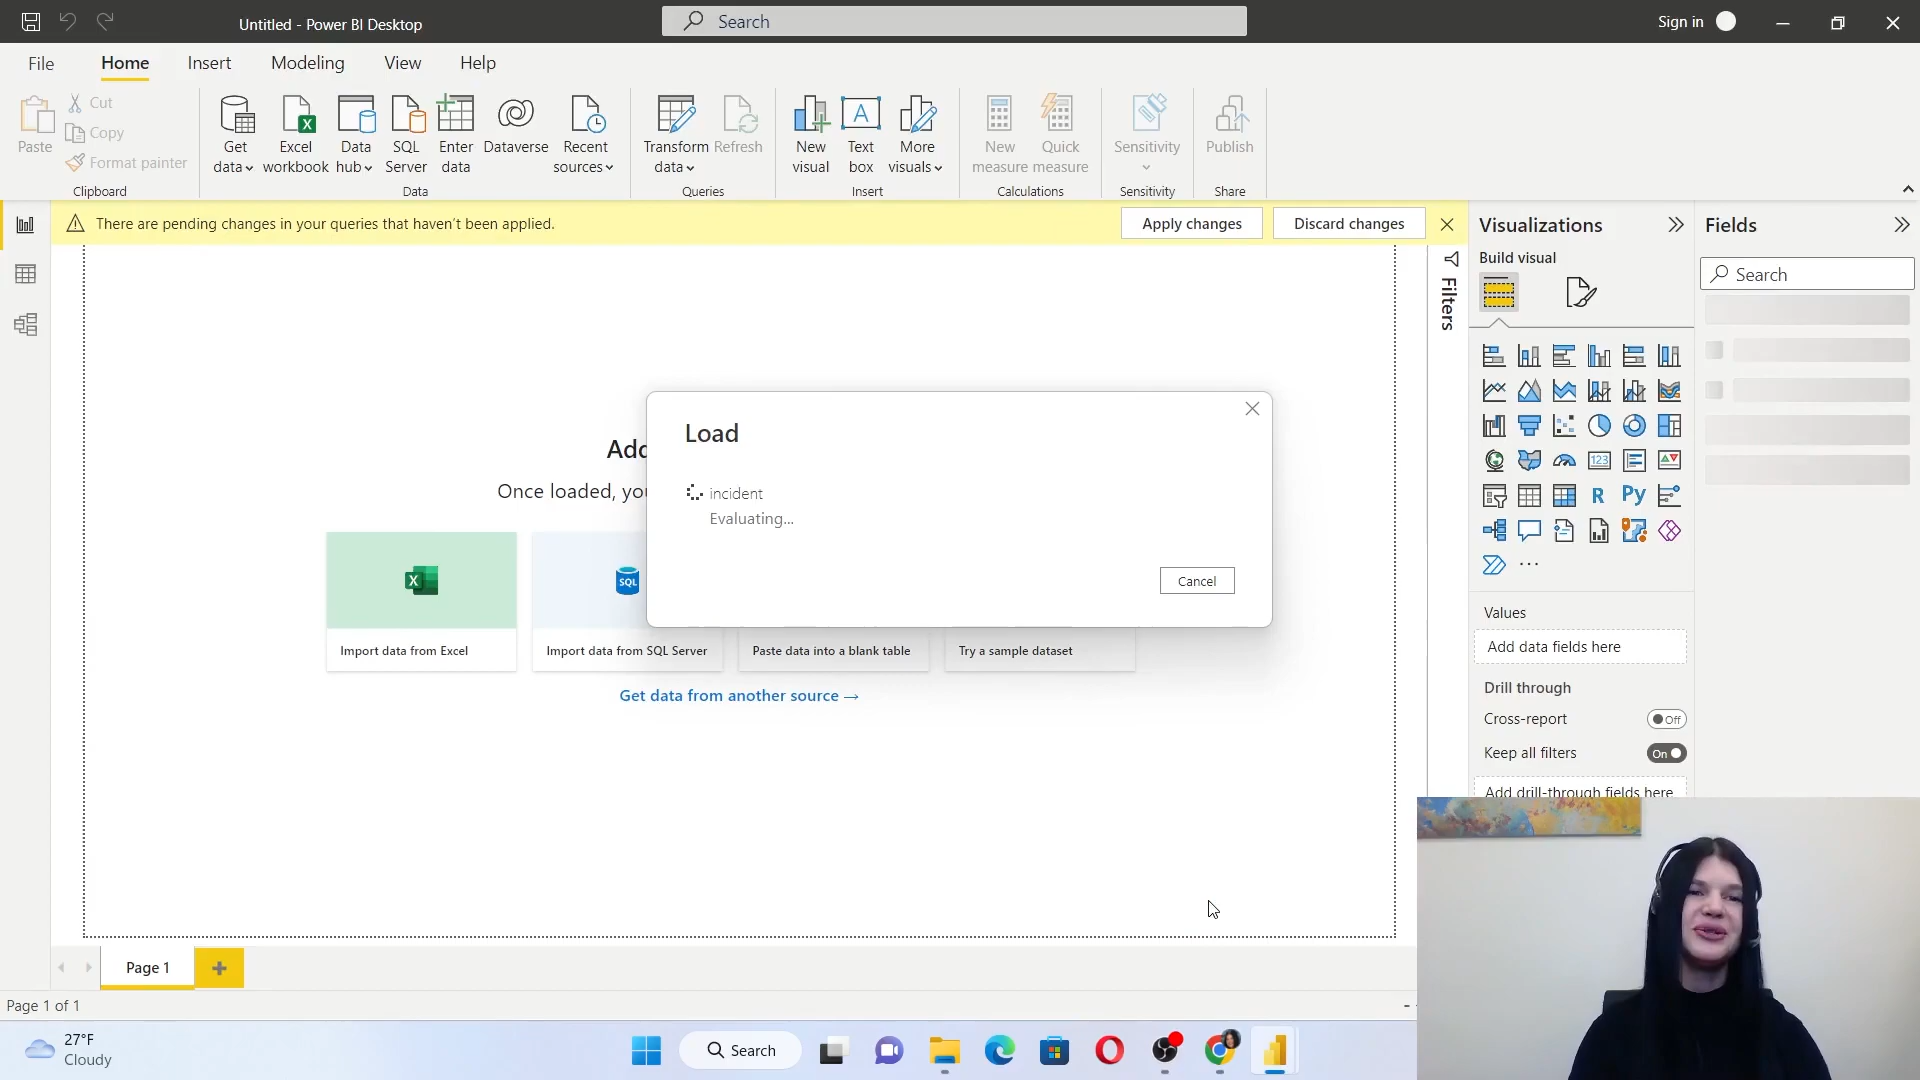 Untitled - Power BI Desktop
Search
Sign in
File
Home
Insert
Modeling
View
Help
Paste
Cut
Copy
Format painter
Clipboard
Get data
Excel workbook
Data hub
SQL Server
Enter data
Dataverse
Recent sources
Data
Transform data
Refresh
Queries
New visual
Text box
More visuals
Insert
New measure
Quick measure
Calculations
Sensitivity
Sensitivity
Publish
Share
There are pending changes in your queries that haven't been applied.
Apply changes
Discard changes
Filters
Visualizations
Build visual
Fields
Search
Add
Once loaded, you
Load
incident
Evaluating...
Cancel
SQL
Import data from Excel
Import data from SQL Server
Paste data into a blank table
Try a sample dataset
Get data from another source →
123
R
Py
Values
Add data fields here
Drill through
Cross-report
Off
Keep all filters
On
Add drill-through fields here
Page 1
Page 1 of 1
27°F
Cloudy
Search